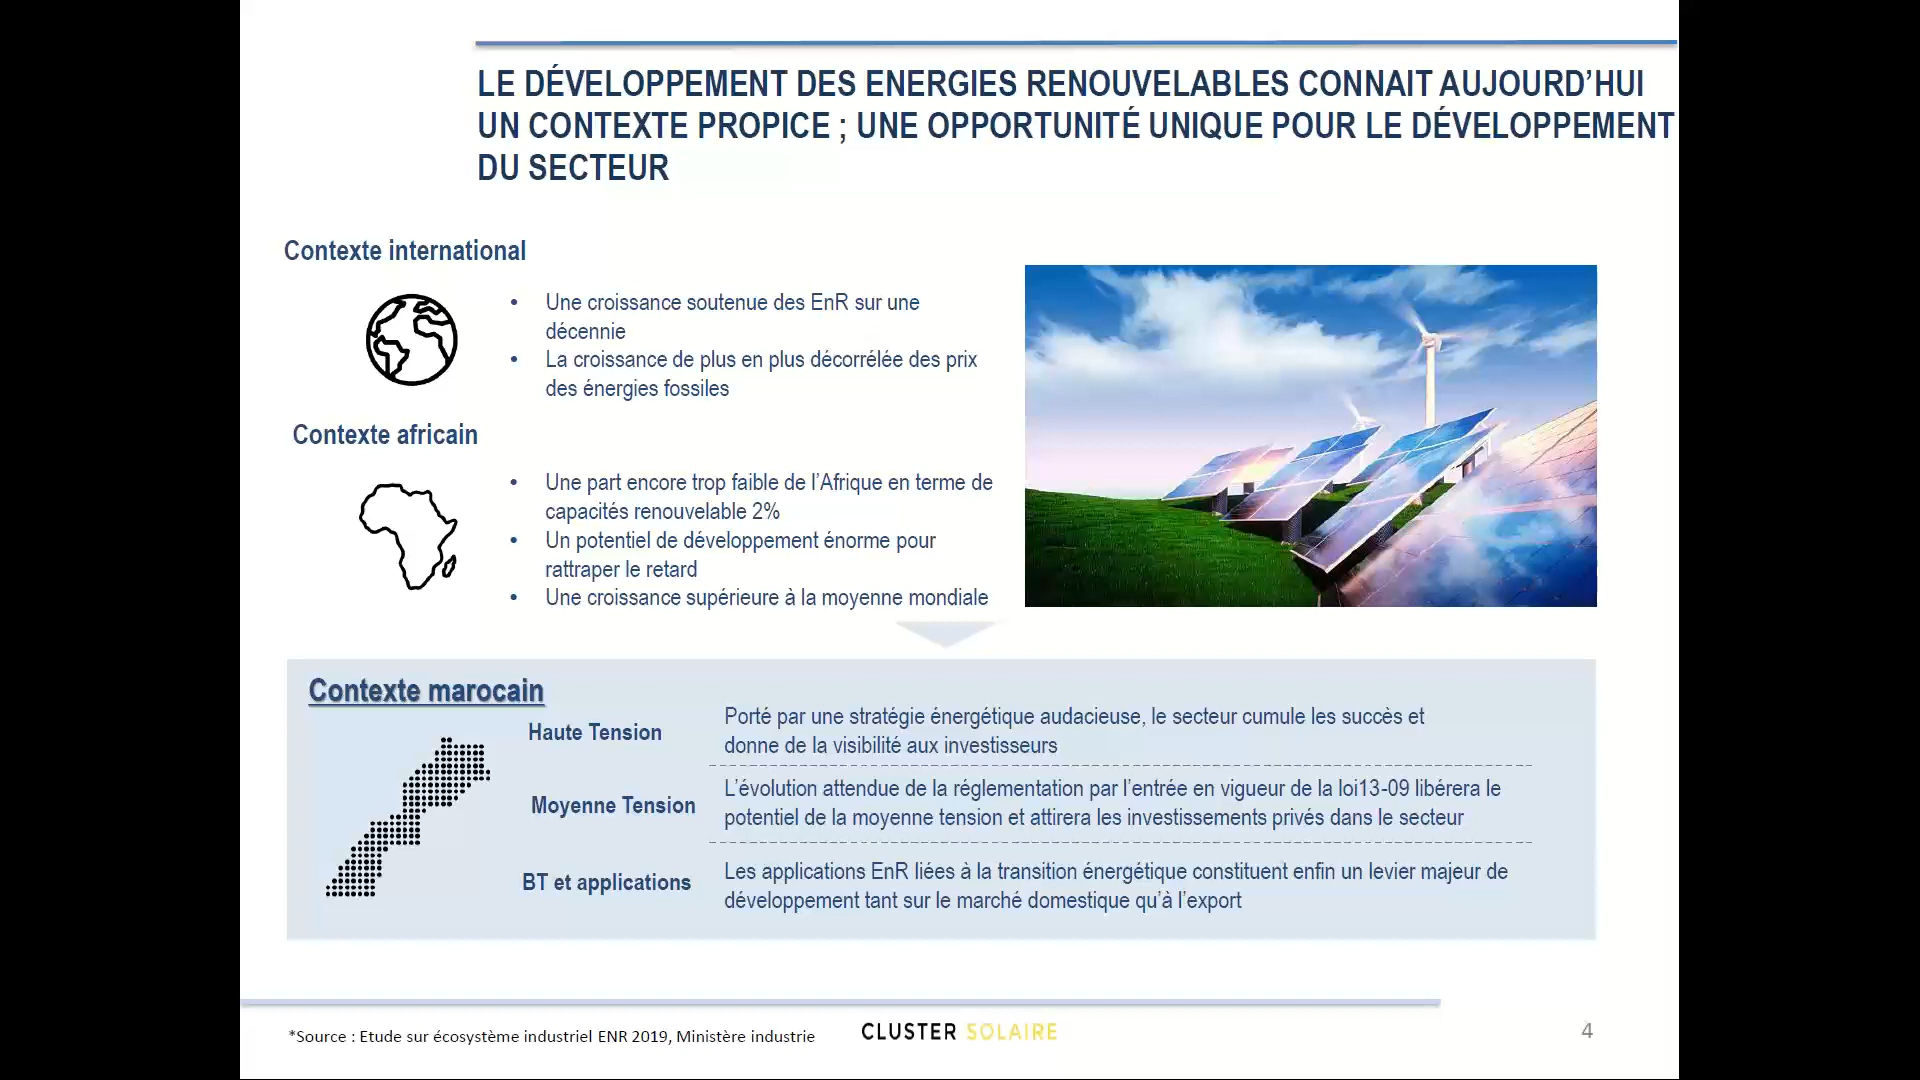 LE DÉVELOPPEMENT DES ENERGIES RENOUVELABLES CONNAIT AUJOURD’HUI
UN CONTEXTE PROPICE ; UNE OPPORTUNITÉ UNIQUE POUR LE DÉVELOPPEMENT
DU SECTEUR
Contexte international
• Une croissance soutenue des EnR sur une
décennie
• La croissance de plus en plus décorrélée des prix
des énergies fossiles
Contexte africain
• Une part encore trop faible de l’Afrique en terme de
capacités renouvelable 2%
• Un potentiel de développement énorme pour
rattraper le retard
• Une croissance supérieure à la moyenne mondiale
Contexte marocain
Haute Tension
Porté par une stratégie énergétique audacieuse, le secteur cumule les succès et
donne de la visibilité aux investisseurs
Moyenne Tension
L’évolution attendue de la réglementation par l’entrée en vigueur de la loi13-09 libérera le
potentiel de la moyenne tension et attirera les investissements privés dans le secteur
BT et applications
Les applications EnR liées à la transition énergétique constituent enfin un levier majeur de
développement tant sur le marché domestique qu’à l’export
*Source : Etude sur écosystème industriel ENR 2019, Ministère industrie
CLUSTER SOLAIRE
4